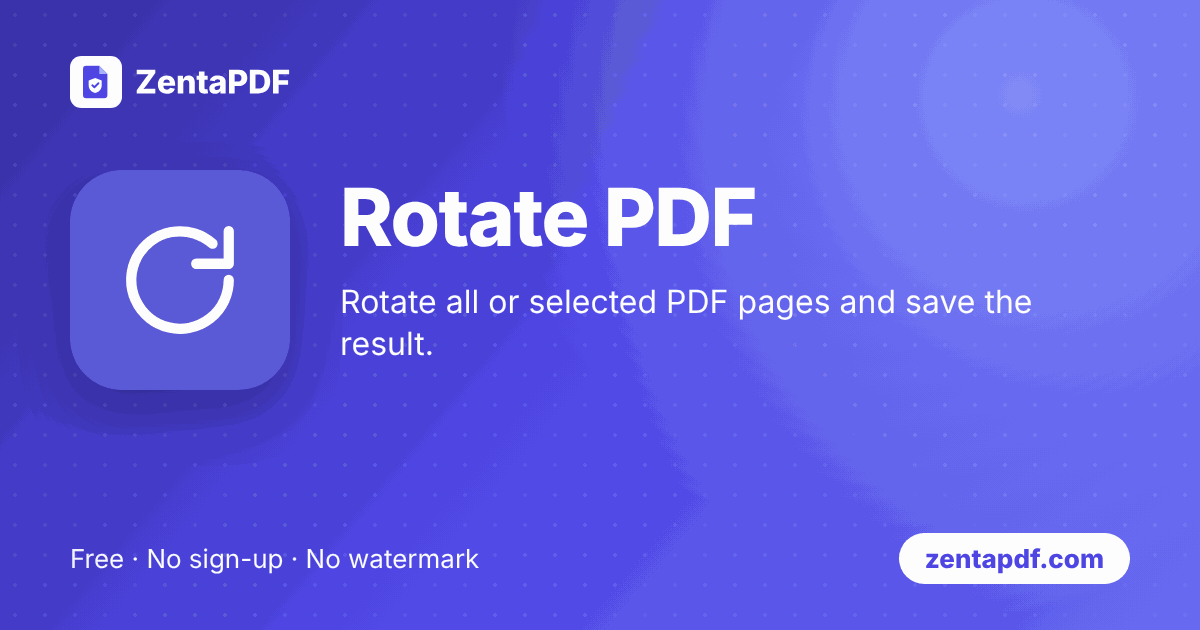 ZentaPDF
Rotate PDF
Rotate all or selected PDF pages and save the
result.
Free · No sign-up · No watermark
zentapdf.com